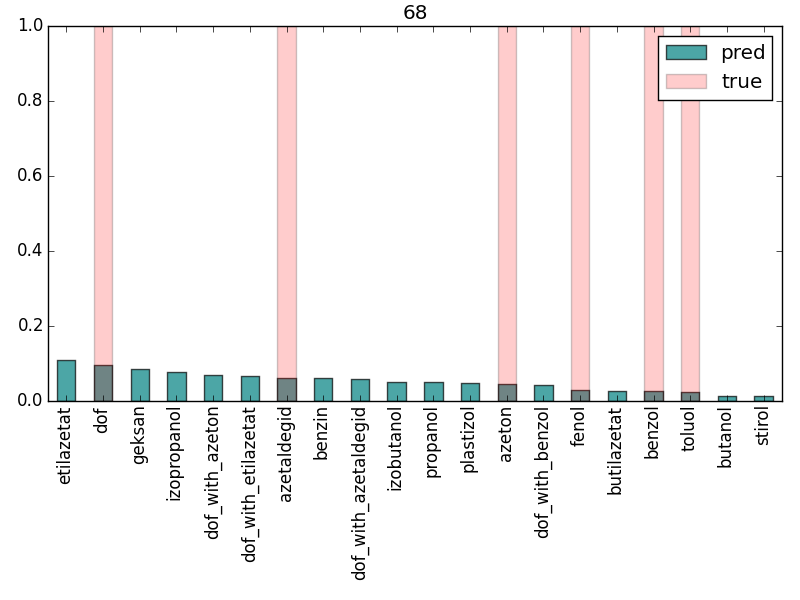 68
1.0
0.8
0.6
0.4
0.2
0.0
pred
true
etilazetat
dof
geksan
izopropanol
dof_with_azeton
dof_with_etilazetat
azetaldegid
benzin
dof_with_azetaldegid
izobutanol
propanol
plastizol
azeton
dof_with_benzol
fenol
butilazetat
benzol
toluol
butanol
stirol